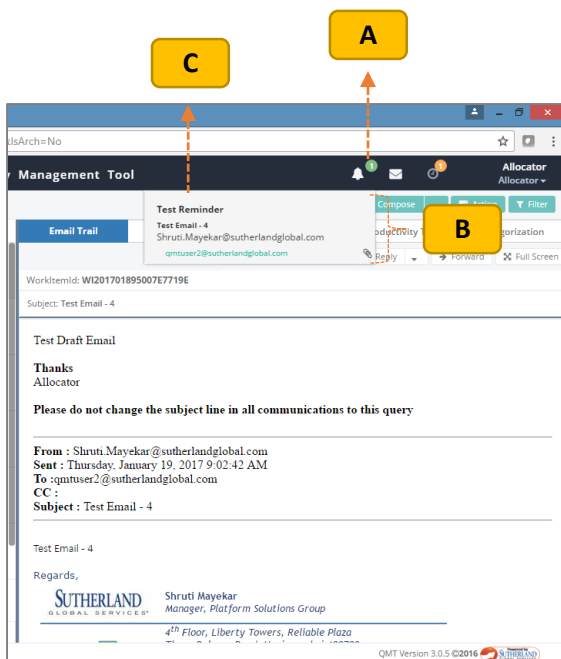 A
C
dsArch=No
Management Tool
1
1
Allocator
Allocator
Compose
Filter
Test Reminder
Test Email - 4
Shruti.Mayekar@sutherlandglobal.com
qmtuser2@sutherlandglobal.com
B
Email Trail
Reply
Forward
Full Screen
WorkItemId: WI201701895007E7719E
Subject: Test Email - 4
Test Draft Email
Thanks
Allocator
Please do not change the subject line in all communications to this query
From : Shruti.Mayekar@sutherlandglobal.com
Sent : Thursday, January 19, 2017 9:02:42 AM
To :qmtuser2@sutherlandglobal.com
CC :
Subject : Test Email - 4
Test Email - 4
Regards,
SUTHERLAND
GLOBAL SERVICES
Shruti Mayekar
Manager, Platform Solutions Group
4th Floor, Liberty Towers, Reliable Plaza
QMT Version 3.0.5 ©2016
Powered by
SUTHERLAND